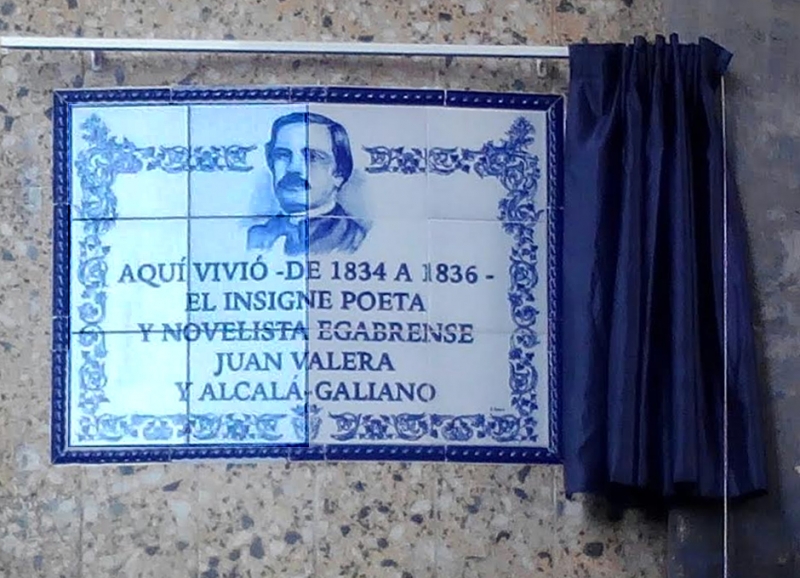 AQUÍ VIVIÓ -DE 1834 A 1836 -
EL INSIGNE POETA
Y NOVELISTA EGABRENSE
JUAN VALERA
Y ALCALÁ-GALIANO